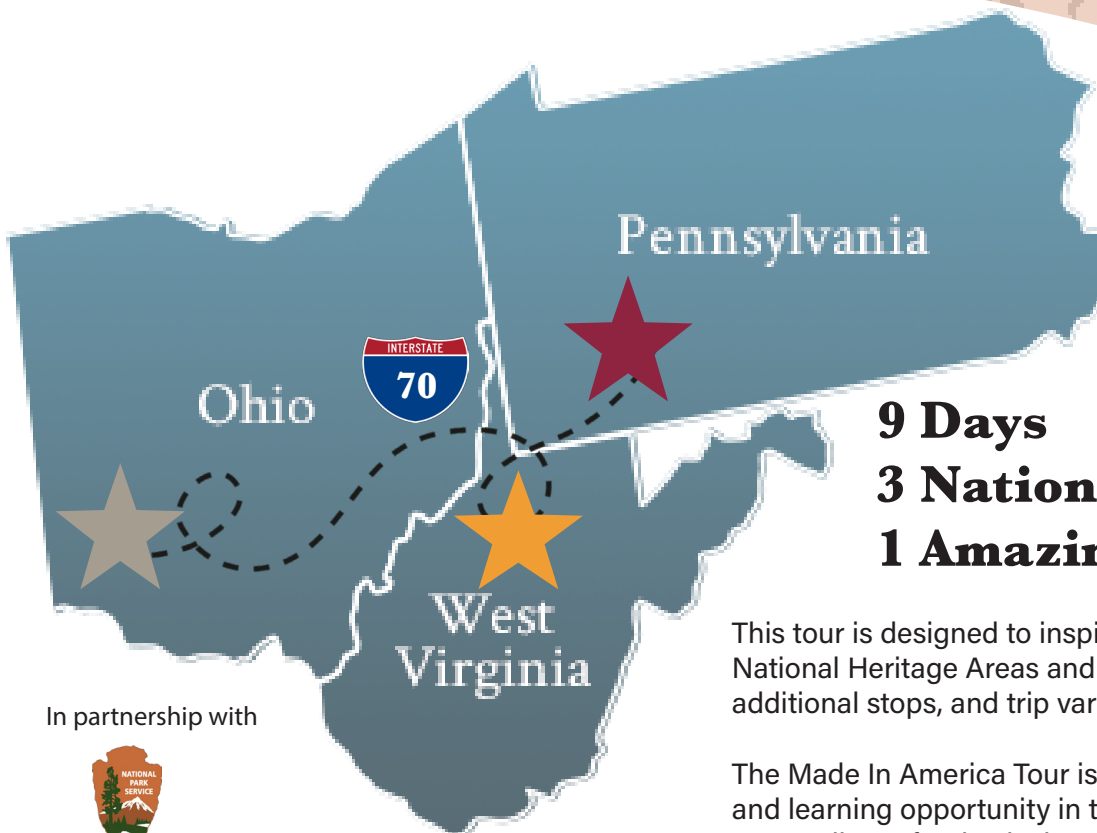 Pennsylvania
INTERSTATE
70
Ohio
West
Virginia
9 Days
3 Nation
1 Amazin
This tour is designed to inspi
National Heritage Areas and
additional stops, and trip var
The Made In America Tour is
and learning opportunity in t
In partnership with
NATIONAL
PARK
SERVICE